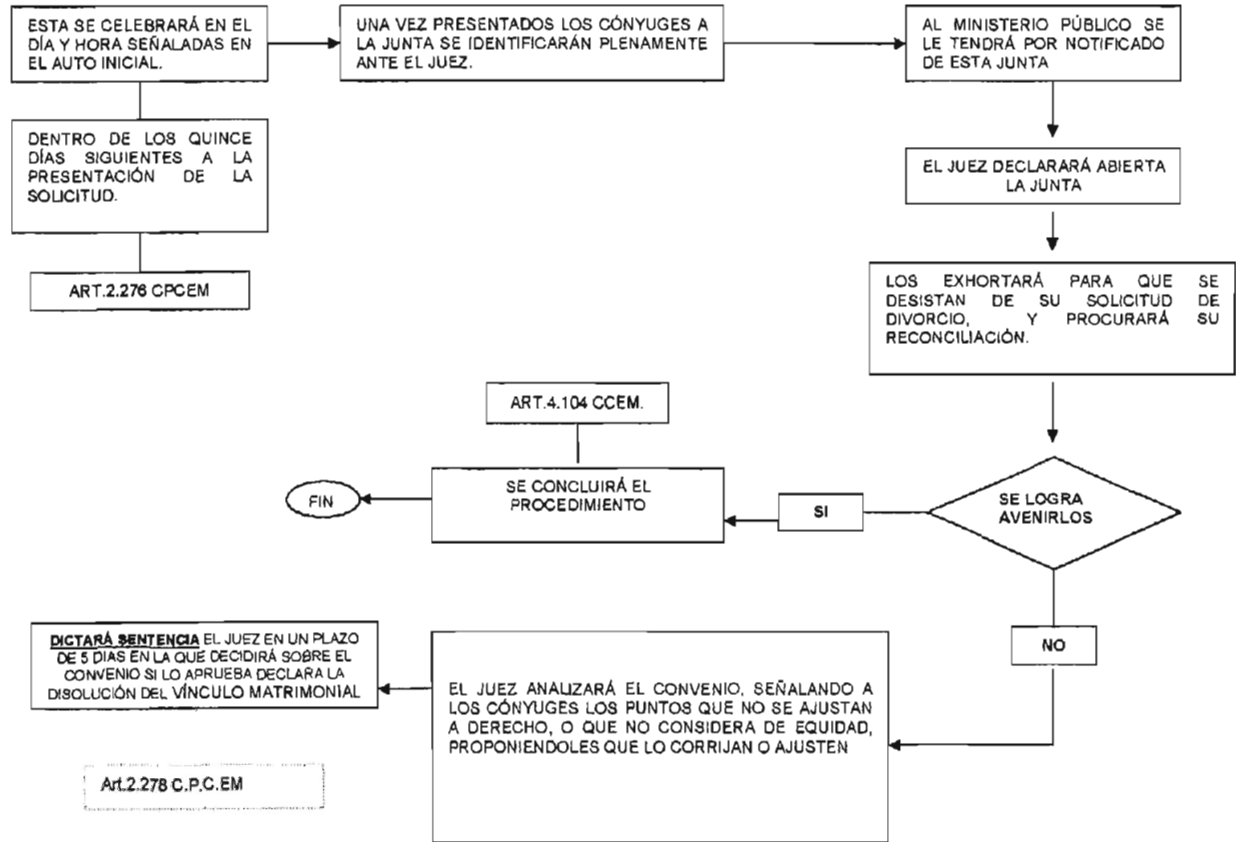 ESTA SE CELEBRARÁ EN EL
DÍA Y HORA SEÑALADAS EN
EL AUTO INICIAL.
UNA VEZ PRESENTADOS LOS CÓNYUGES A
LA JUNTA SE IDENTIFICARÁN PLENAMENTE
ANTE EL JUEZ.
AL MINISTERIO PÚBLICO SE
LE TENDRÁ POR NOTIFICADO
DE ESTA JUNTA
DENTRO DE LOS QUINCE
DÍAS SIGUIENTES A LA
PRESENTACIÓN DE LA
SOLICITUD.
ART.2.276 CPCEM
EL JUEZ DECLARARÁ ABIERTA
LA JUNTA
LOS EXHORTARÁ PARA QUE SE
DESISTAN DE SU SOLICITUD DE
DIVORCIO, Y PROCURARÁ SU
RECONCILIACIÓN.
SE LOGRA
AVENIRLOS
SI
ART.4.104 CCEM.
SE CONCLUIRÁ EL
PROCEDIMIENTO
FIN
NO
EL JUEZ ANALIZARÁ EL CONVENIO, SEÑALANDO A
LOS CÓNYUGES LOS PUNTOS QUE NO SE AJUSTAN
A DERECHO, O QUE NO CONSIDERA DE EQUIDAD,
PROPONIENDOLES QUE LO CORRIJAN O AJUSTEN
DICTARÁ SENTENCIA EL JUEZ EN UN PLAZO
DE 5 DIAS EN LA QUE DECIDIRÁ SOBRE EL
CONVENIO SI LO APRUEBA DECLARA LA
DISOLUCIÓN DEL VÍNCULO MATRIMONIAL
Art.2.278 C.P.C.EM